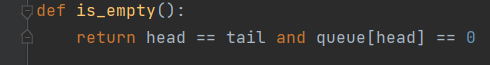 def is_empty():
    return head == tail and queue[head] == 0